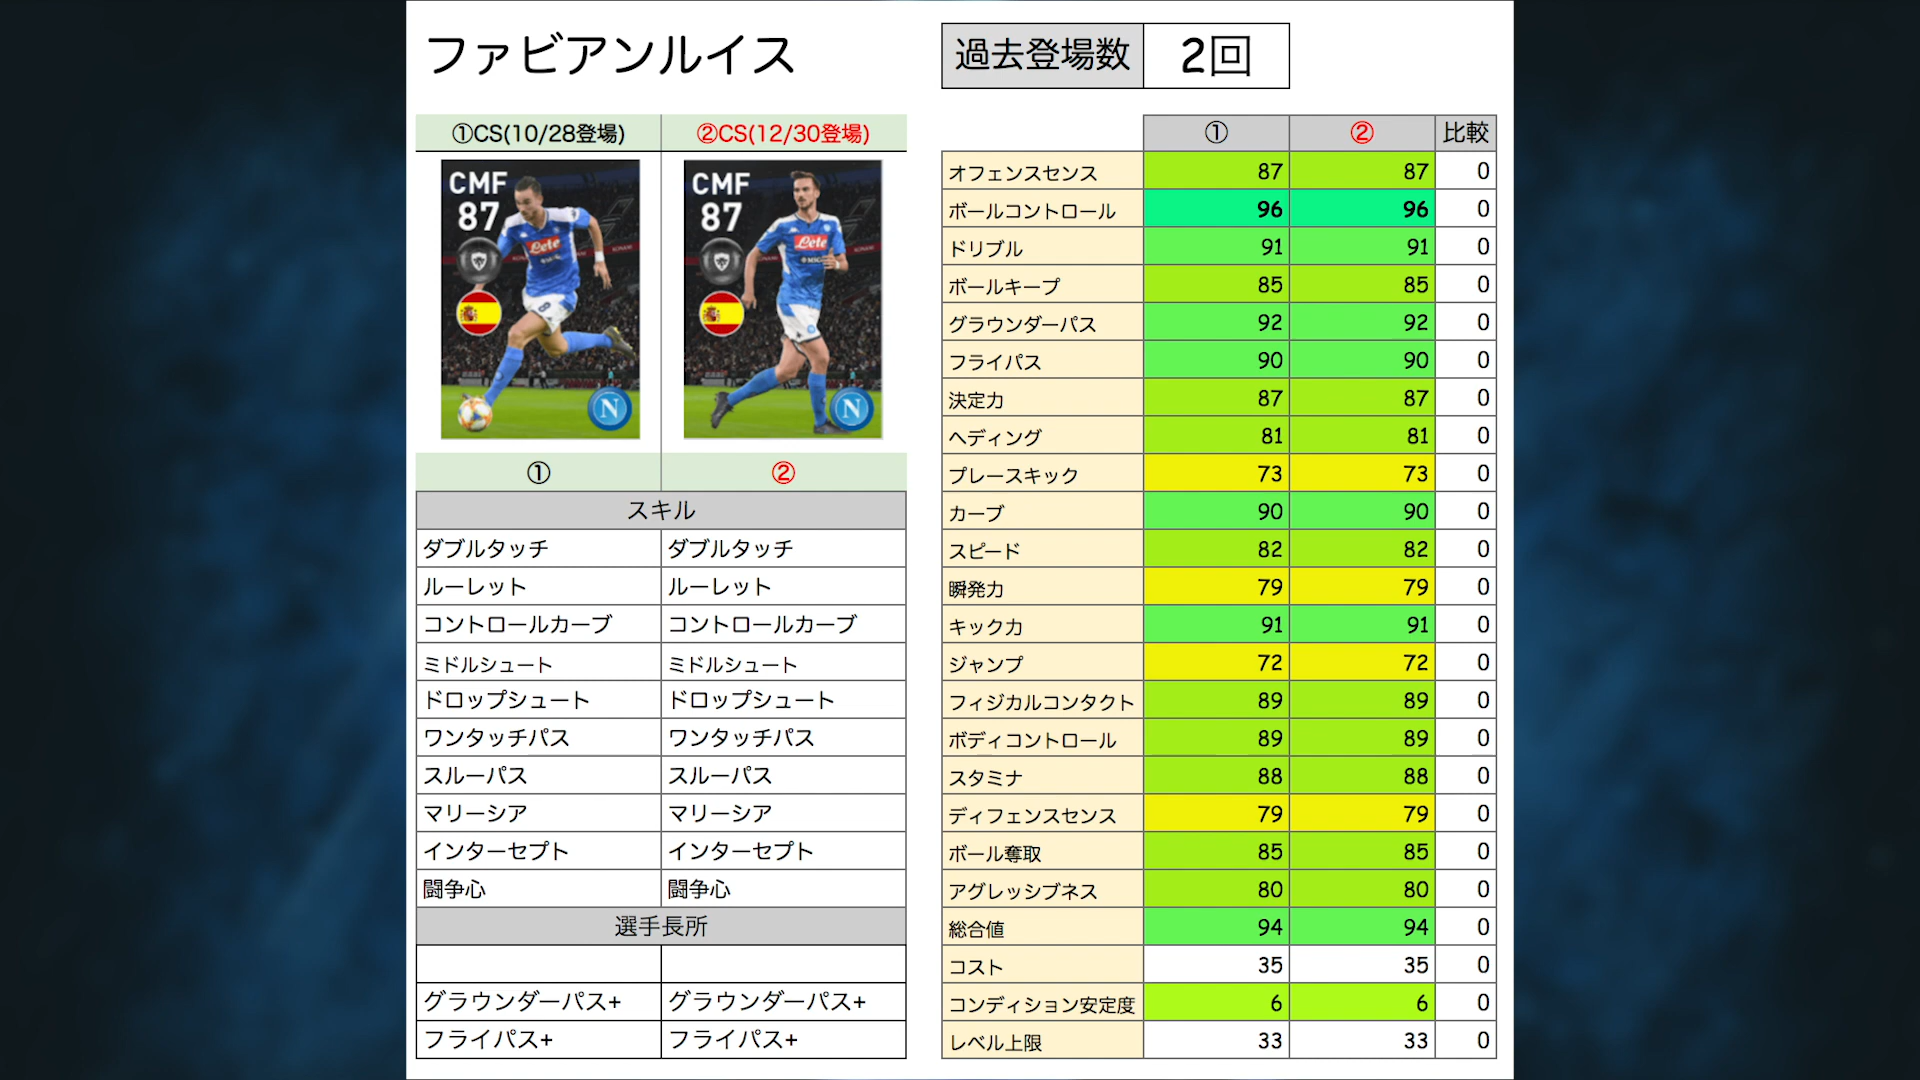 ファビアンルイス
過去登場数 2回
①CS(10/28登場) ②CS(12/30登場)
CMF
87
Lete
N
CMF
87
Lete
N
① ②
スキル
ダブルタッチ ダブルタッチ
ルーレット ルーレット
コントロールカーブ コントロールカーブ
ミドルシュート ミドルシュート
ドロップシュート ドロップシュート
ワンタッチパス ワンタッチパス
スルーパス スルーパス
マリーシア マリーシア
インターセプト インターセプト
闘争心 闘争心
選手長所
グラウンダーパス+ グラウンダーパス+
フライパス+ フライパス+
① ② 比較
オフェンスセンス 87 87 0
ボールコントロール 96 96 0
ドリブル 91 91 0
ボールキープ 85 85 0
グラウンダーパス 92 92 0
フライパス 90 90 0
決定力 87 87 0
ヘディング 81 81 0
プレースキック 73 73 0
カーブ 90 90 0
スピード 82 82 0
瞬発力 79 79 0
キック力 91 91 0
ジャンプ 72 72 0
フィジカルコンタクト 89 89 0
ボディコントロール 89 89 0
スタミナ 88 88 0
ディフェンスセンス 79 79 0
ボール奪取 85 85 0
アグレッシブネス 80 80 0
総合値 94 94 0
コスト 35 35 0
コンディション安定度 6 6 0
レベル上限 33 33 0